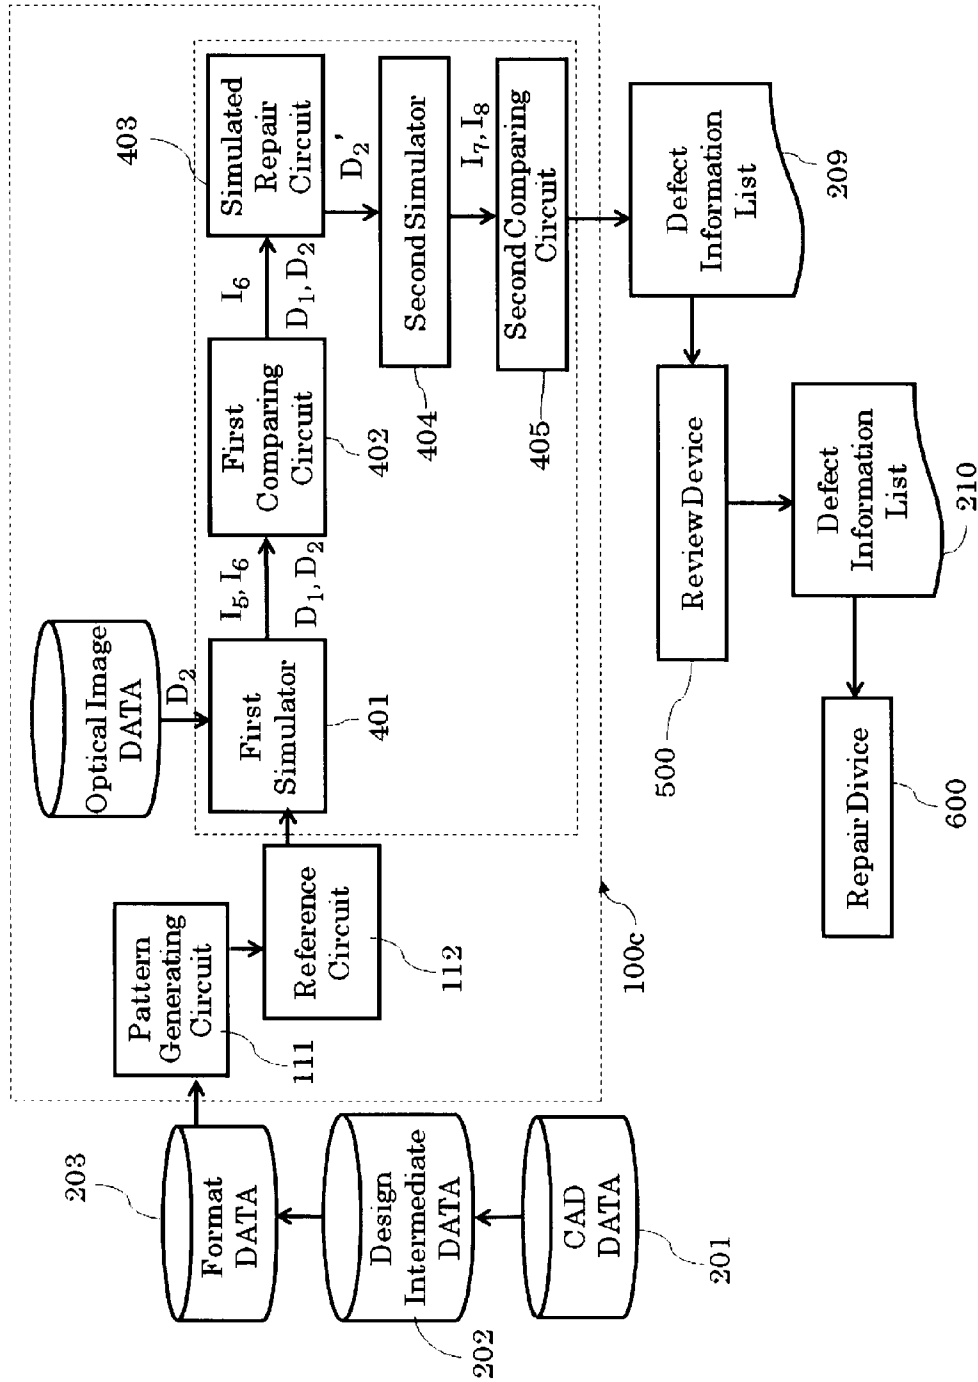 203
Format
DATA
Design
Intermediate
DATA
202
CAD
DATA
201
Pattern
Generating
Circuit
111
Reference
Circuit
112
100c
Optical Image
DATA
D2
First
Simulator
401
I5, I6
D1, D2
First
Comparing
Circuit
402
I6
D1, D2
403
Simulated
Repair
Circuit
D2'
Second Simulator
404
I7, I8
Second Comparing
Circuit
405
Defect
Information
List
209
Review Device
500
Defect
Information
List
210
Repair Divice
600